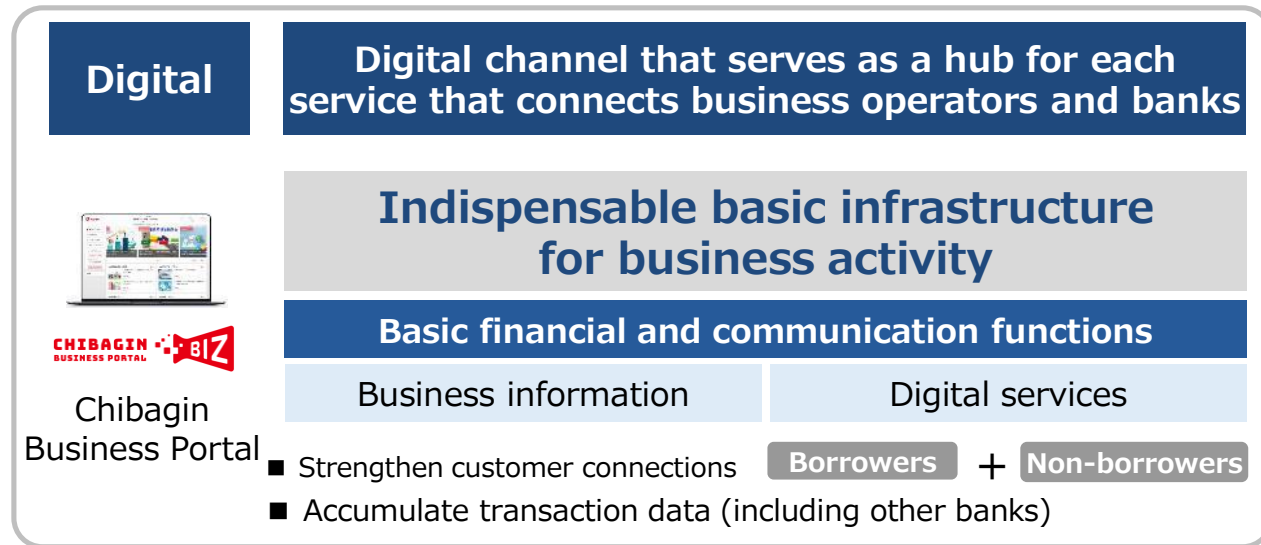 Digital
Digital channel that serves as a hub for each
service that connects business operators and banks
Indispensable basic infrastructure
for business activity
Basic financial and communication functions
Business information
Digital services
CHIBAGIN
BUSINESS PORTAL
BIZ
Chibagin
Business Portal
■ Strengthen customer connections
Borrowers + Non-borrowers
■ Accumulate transaction data (including other banks)